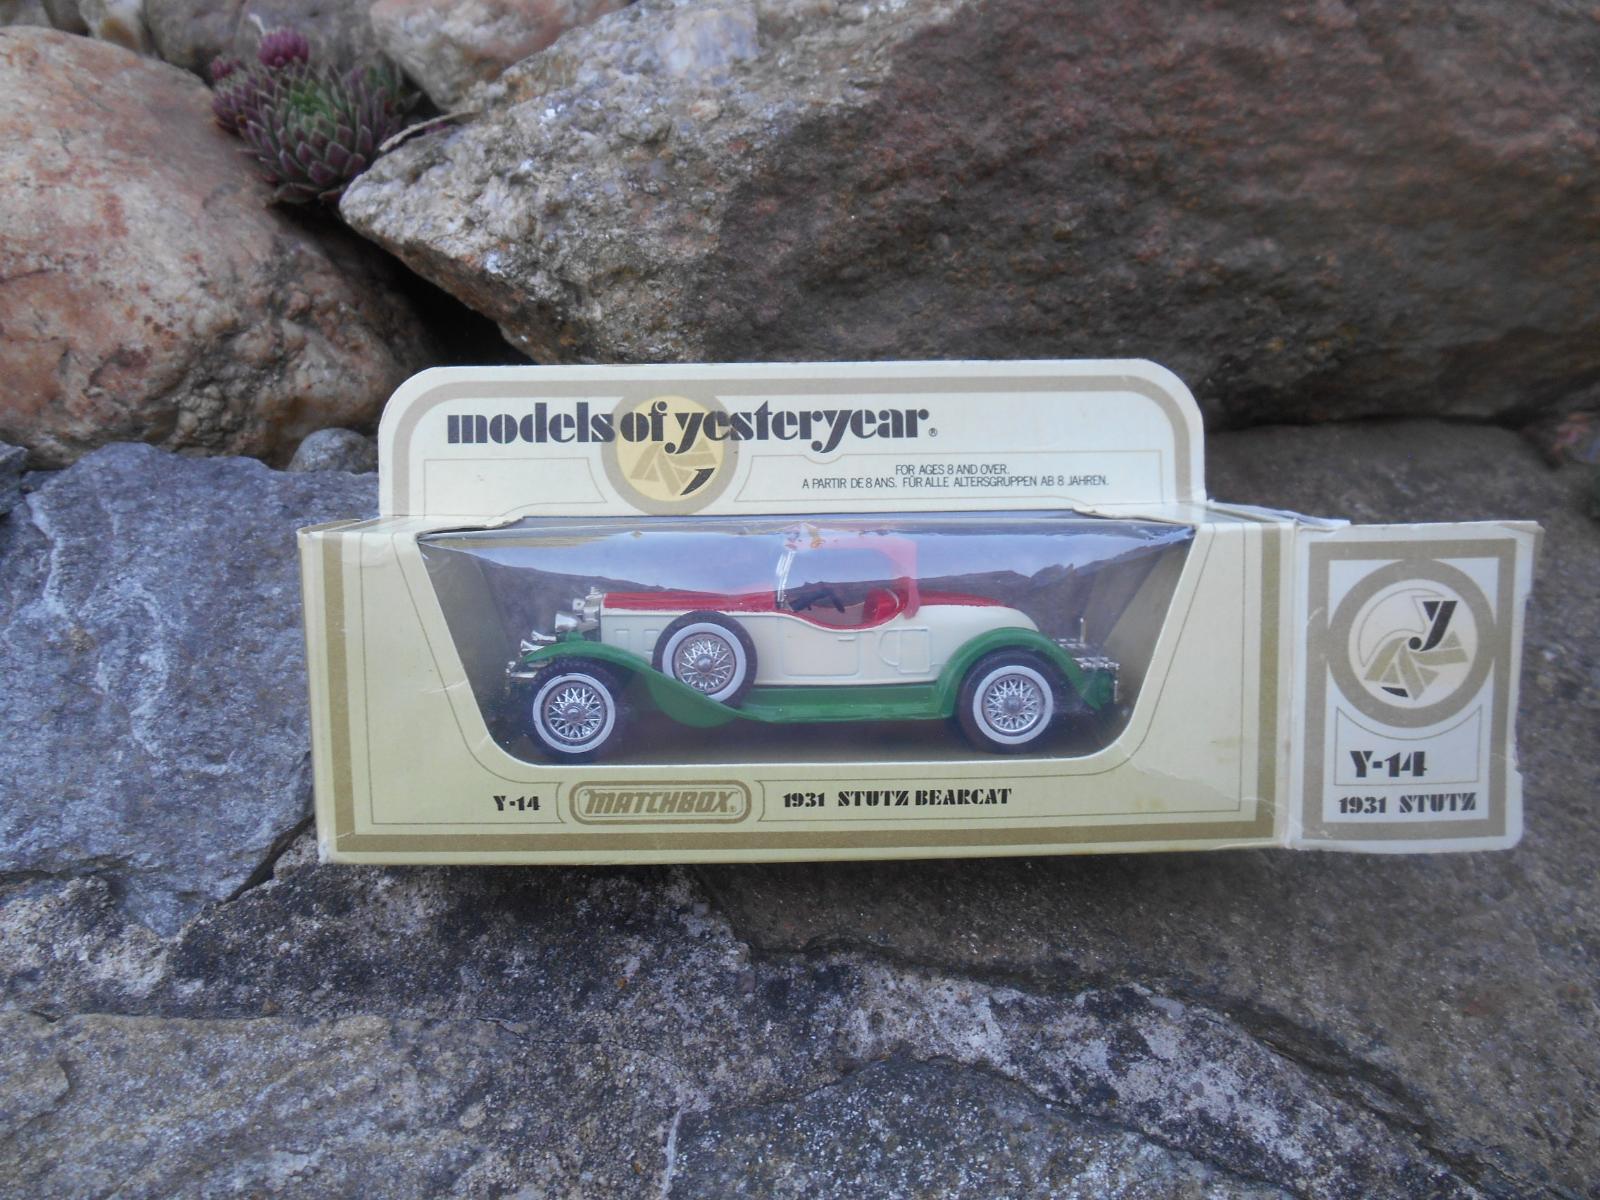 models of yesteryear®
FOR AGES 8 AND OVER.
A PARTIR DE 8 ANS. FÜR ALLE ALTERSGRUPPEN AB 8 JAHREN.
Y-14 MATCHBOX® 1931 STUTZ BEARCAT
y
Y-14
1931 STUTZ